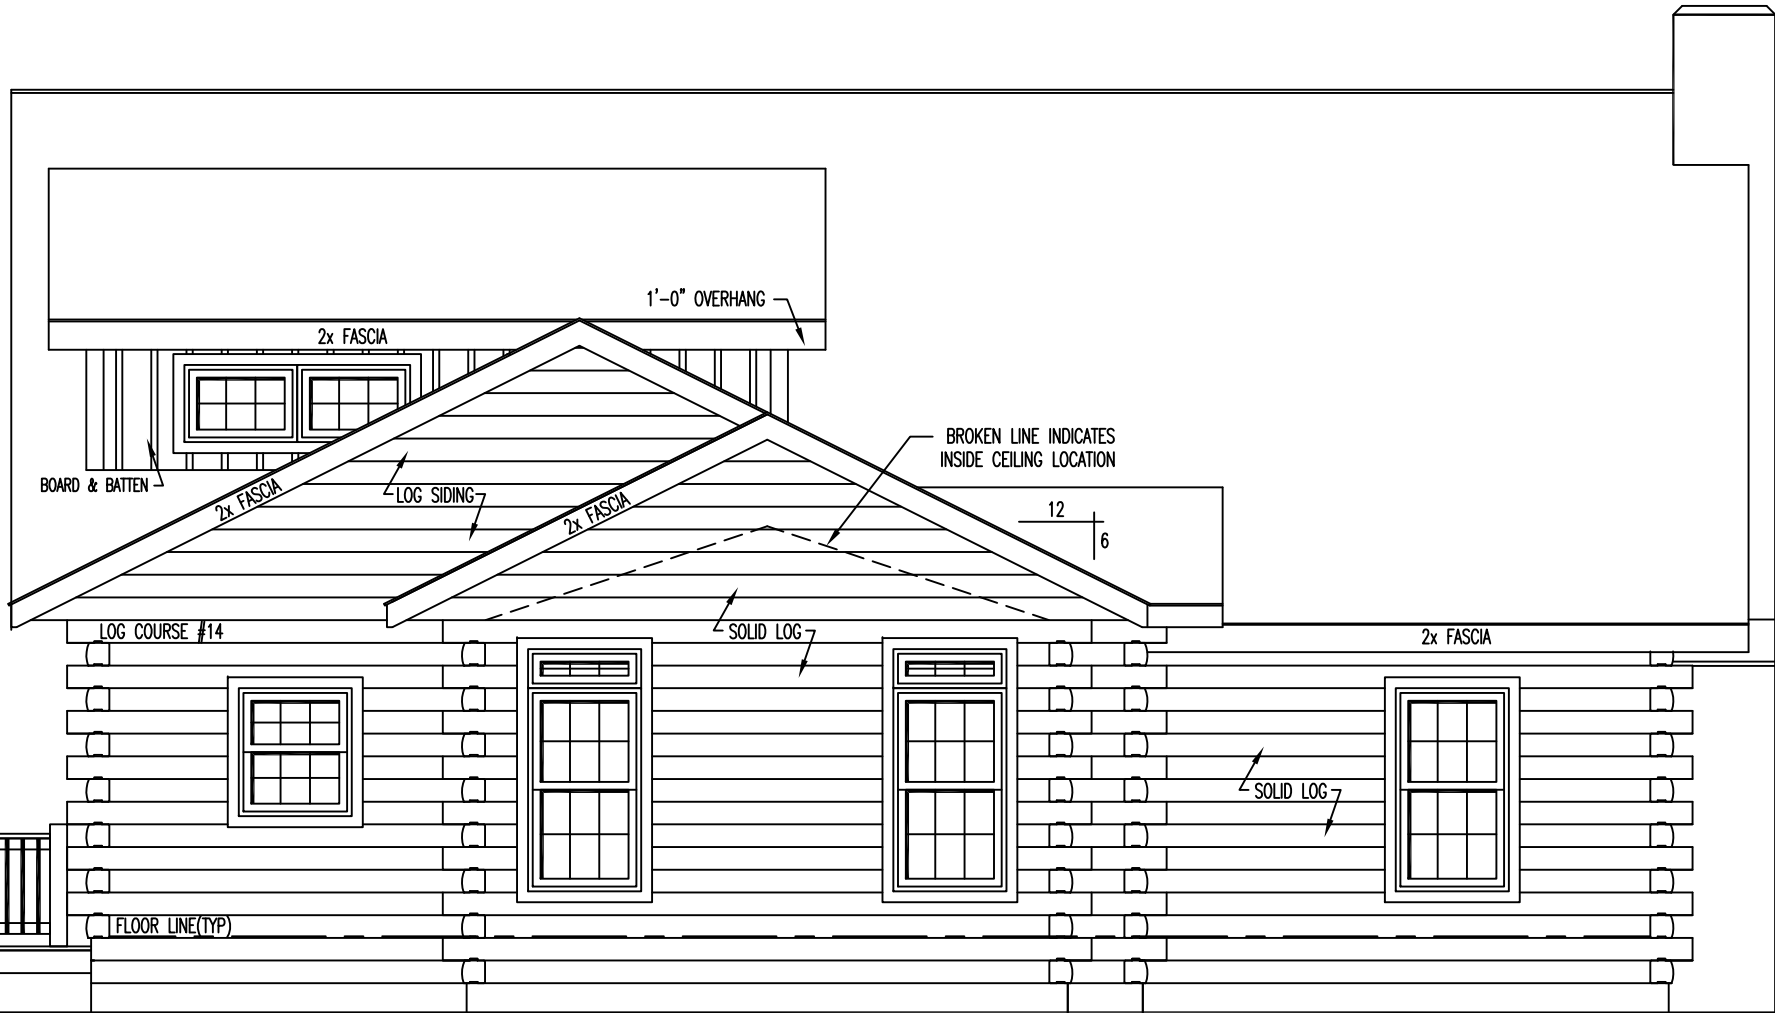 1'-0" OVERHANG
2x FASCIA
BROKEN LINE INDICATES
INSIDE CEILING LOCATION
BOARD & BATTEN
2x FASCIA
LOG SIDING
2x FASCIA
12
6
LOG COURSE #14
SOLID LOG
2x FASCIA
SOLID LOG
FLOOR LINE(TYP)